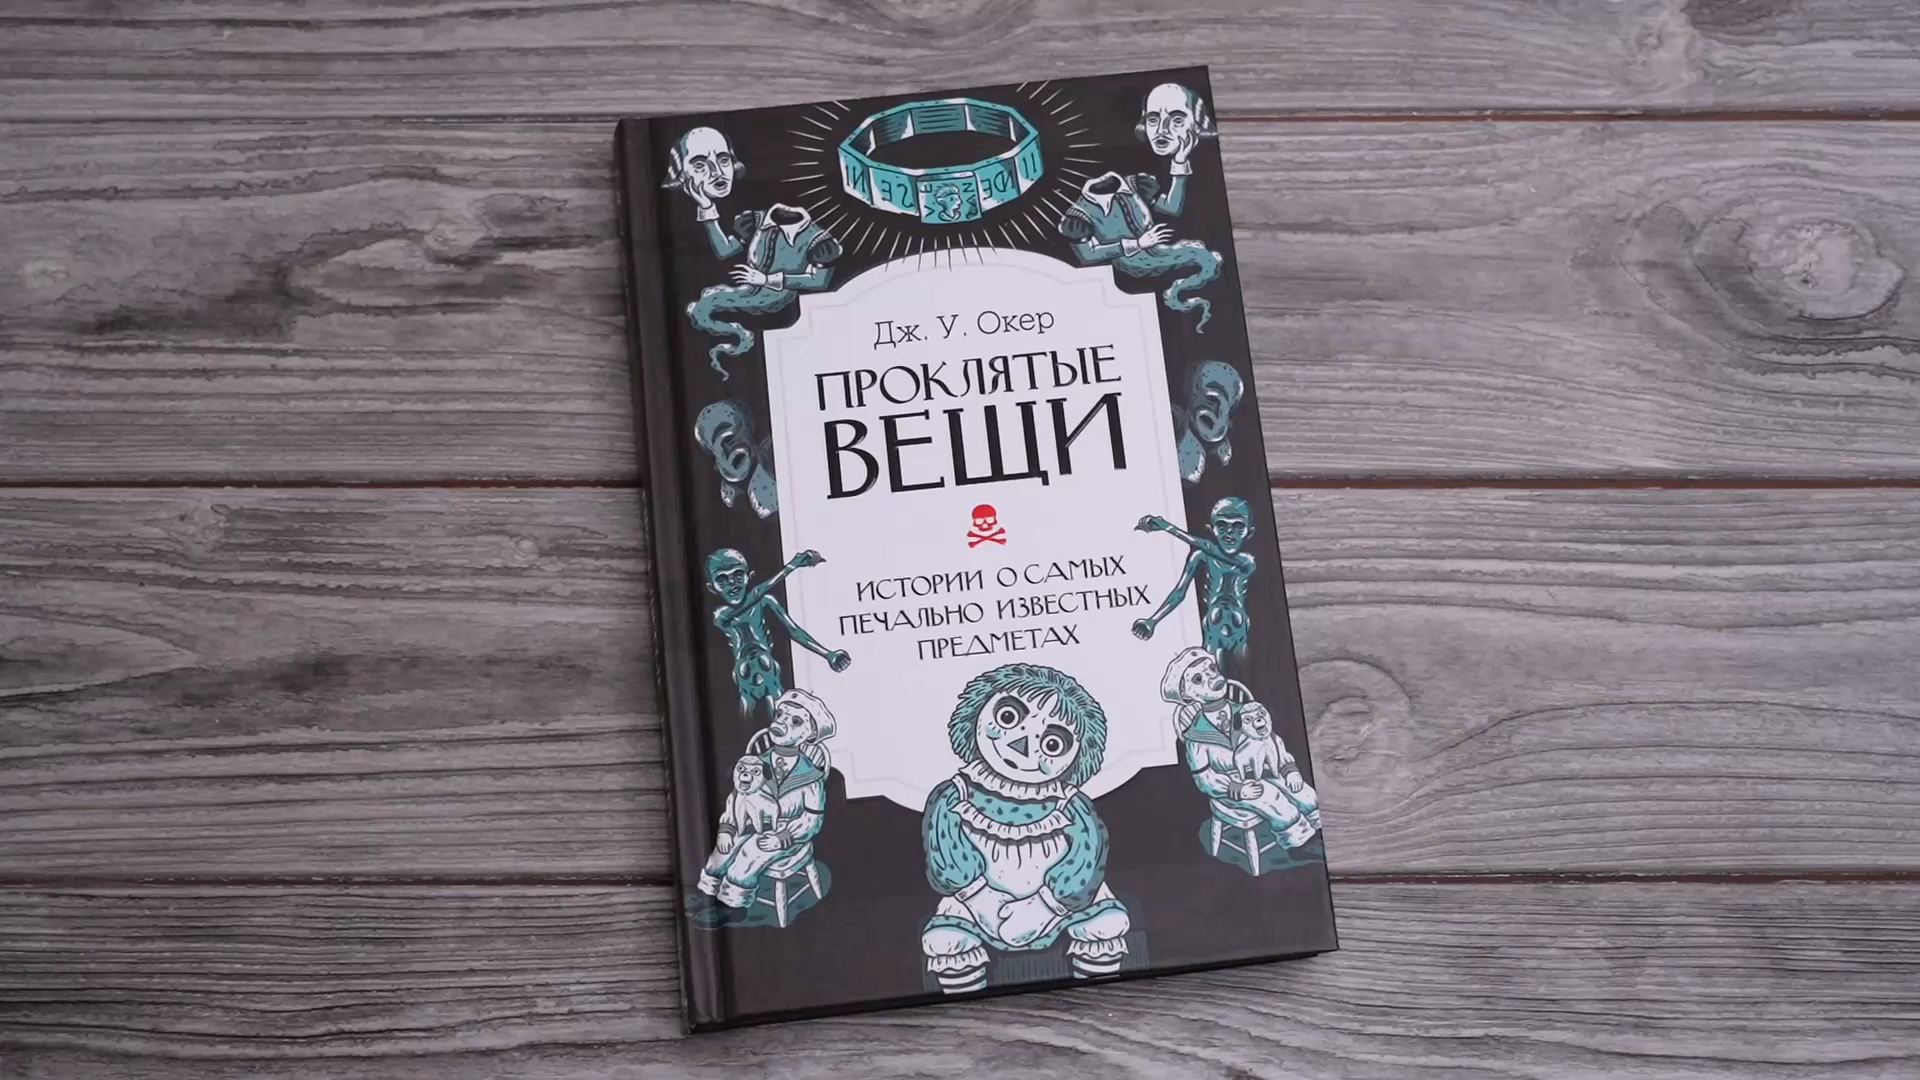 Дж. У. Окер
ПРОКЛЯТЫЕ
ВЕЩИ
ИСТОРИИ О САМЫХ
ПЕЧАЛЬНО ИЗВЕСТНЫХ
ПРЕДМЕТАХ